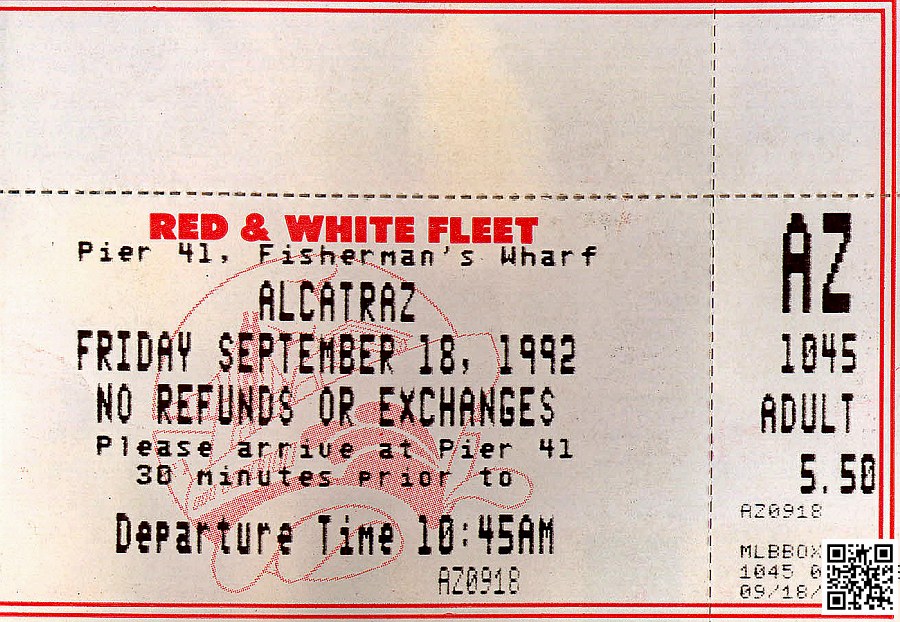 RED & WHITE FLEET
Pier 41, Fisherman's Wharf
ALCATRAZ
FRIDAY SEPTEMBER 18, 1992
NO REFUNDS OR EXCHANGES
Please arrive at Pier 41
30 minutes prior to
Departure Time 10:45AM
AZ0918
AZ
1045
ADULT
5.50
AZ0918
MLBBOX
1045
09/18/